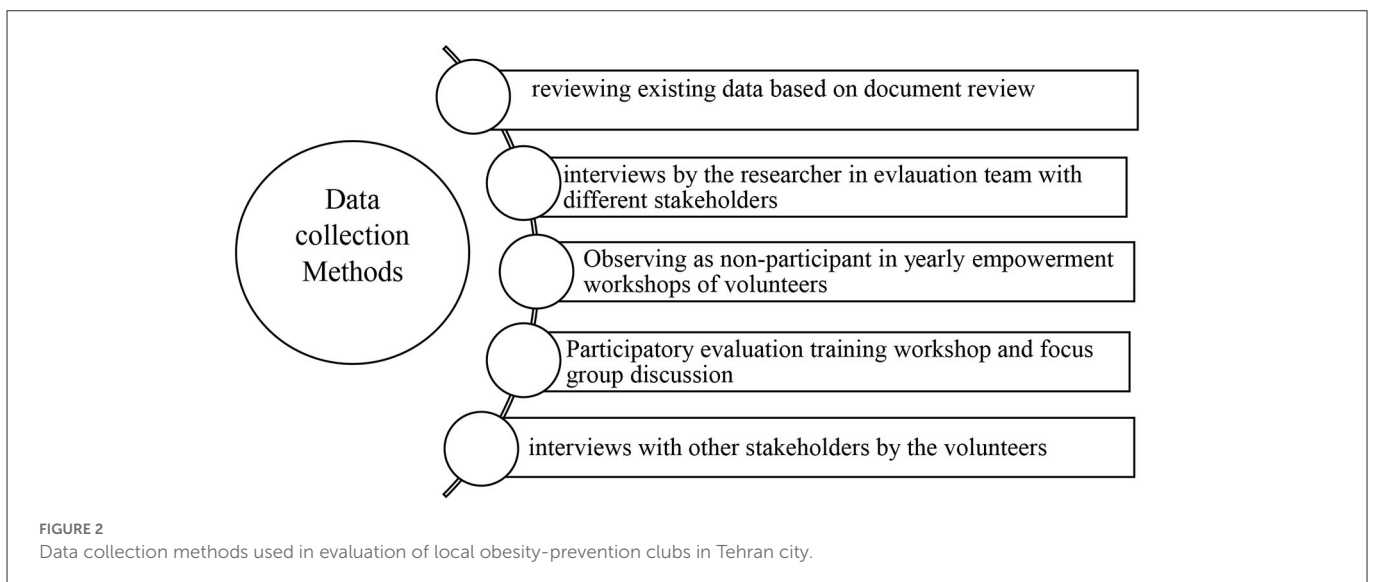 Data
collection
Methods
reviewing existing data based on document review
interviews by the researcher in evlauation team with
different stakeholders
Observing as non-participant in yearly empowerment
workshops of volunteers
Participatory evaluation training workshop and focus
group discussion
interviews with other stakeholders by the volunteers
FIGURE 2
Data collection methods used in evaluation of local obesity-prevention clubs in Tehran city.